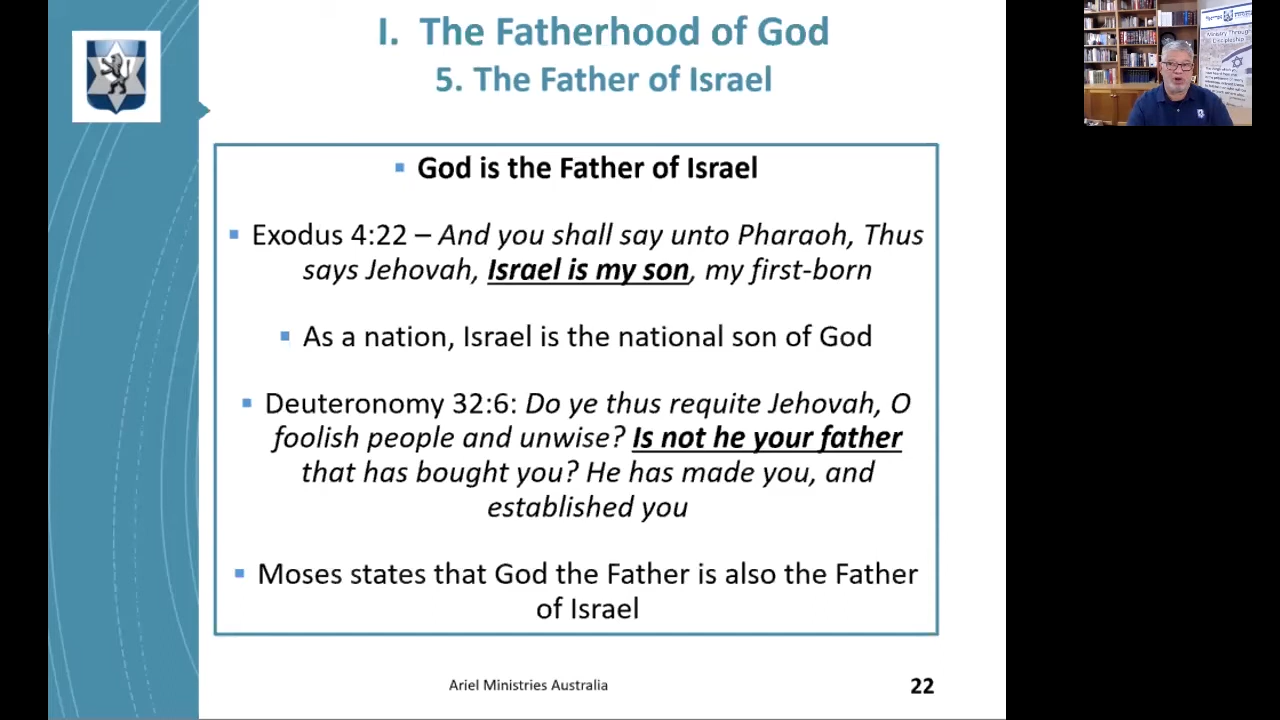 I. The Fatherhood of God
5. The Father of Israel
▪ God is the Father of Israel
▪ Exodus 4:22 – And you shall say unto Pharaoh, Thus
says Jehovah, Israel is my son, my first-born
▪ As a nation, Israel is the national son of God
▪ Deuteronomy 32:6: Do ye thus requite Jehovah, O
foolish people and unwise? Is not he your father
that has bought you? He has made you, and
established you
▪ Moses states that God the Father is also the Father
of Israel
Ariel Ministries Australia
22
Ministry Through
Discipleship